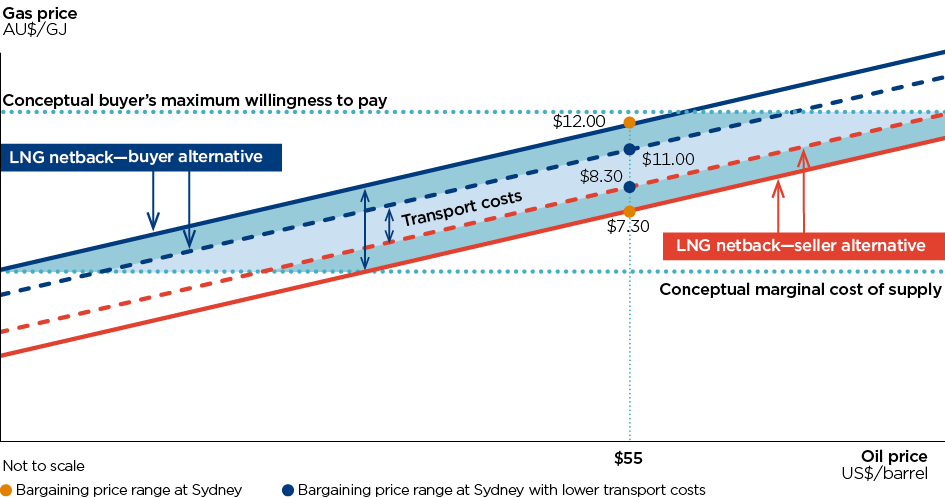 Gas price
AU$/GJ
Conceptual buyer's maximum willingness to pay
$12.00
LNG netback—buyer alternative
$11.00
$8.30
Transport costs
$7.30
LNG netback—seller alternative
Conceptual marginal cost of supply
Not to scale
$55
Oil price
US$/barrel
Bargaining price range at Sydney
Bargaining price range at Sydney with lower transport costs